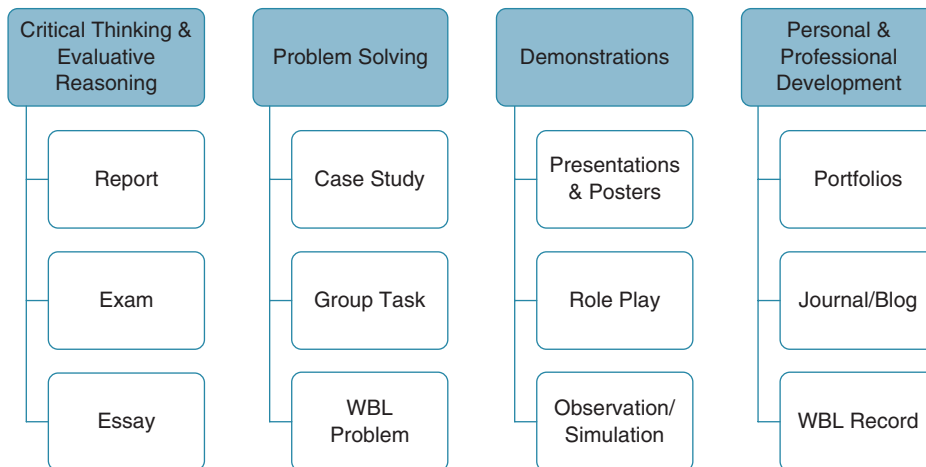 Critical Thinking &
Evaluative
Reasoning
Report
Exam
Essay
Problem Solving
Case Study
Group Task
WBL
Problem
Demonstrations
Presentations
& Posters
Role Play
Observation/
Simulation
Personal &
Professional
Development
Portfolios
Journal/Blog
WBL Record